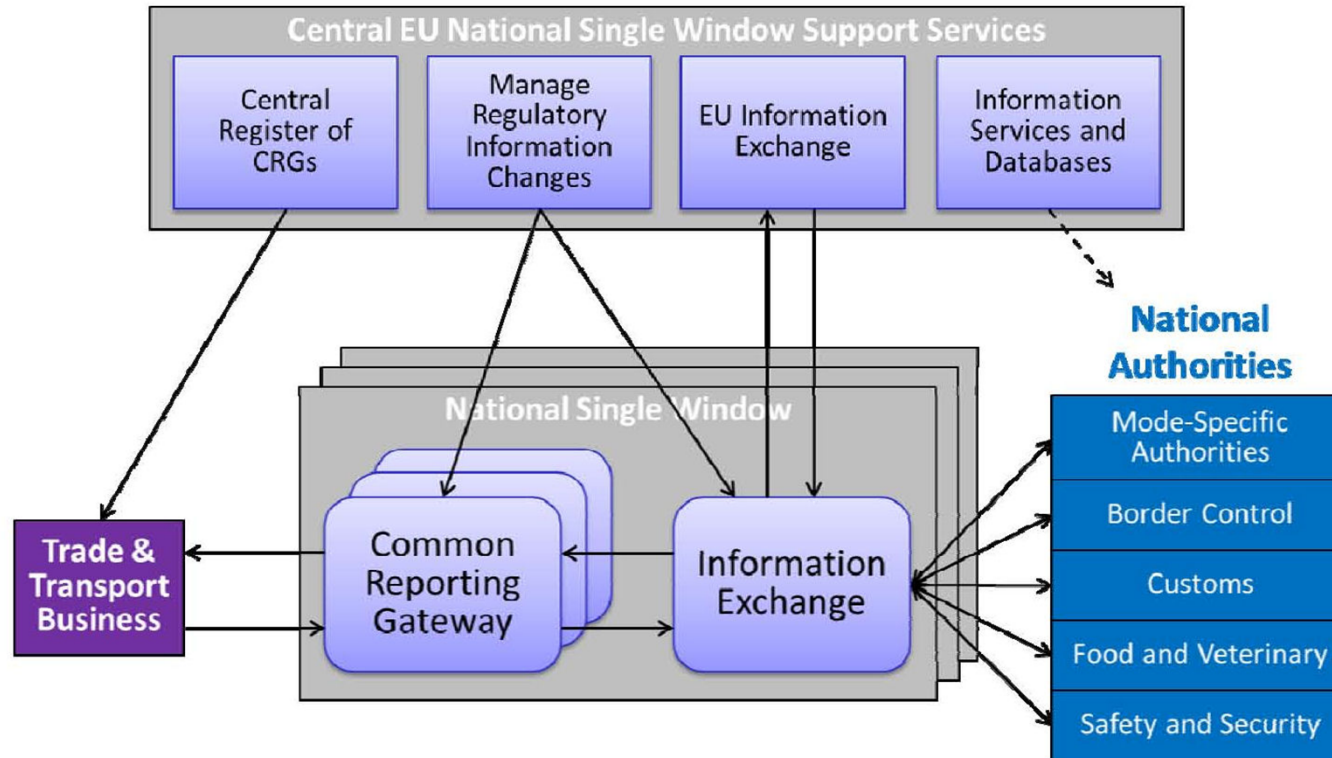 Central EU National Single Window Support Services
Central
Register of
CRGs
Manage
Regulatory
Information
Changes
EU Information
Exchange
Information
Services and
Databases
National
Authorities
National Single Window
Mode-Specific
Authorities
Border Control
Customs
Food and Veterinary
Safety and Security
Trade &
Transport
Business
Common
Reporting
Gateway
Information
Exchange